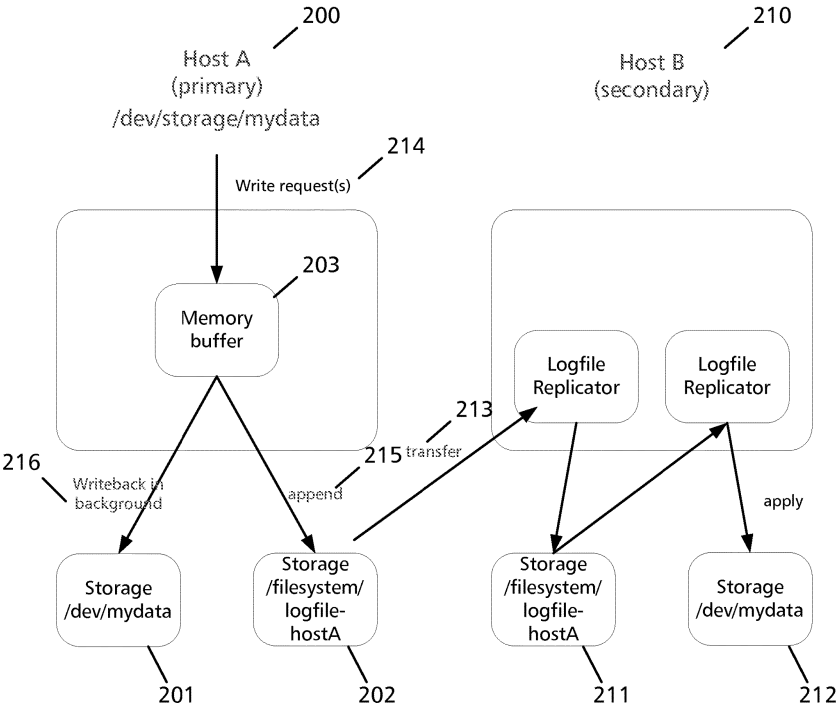 200
210
Host A
(primary)
/dev/storage/mydata
Host B
(secondary)
214
Write request(s)
203
Memory
buffer
Logfile
Replicator
Logfile
Replicator
213
transfer
215
append
216
Writeback in
background
apply
Storage
/dev/mydata
Storage
/filesystem/
logfile-
hostA
Storage
/filesystem/
logfile-
hostA
Storage
/dev/mydata
201
202
211
212